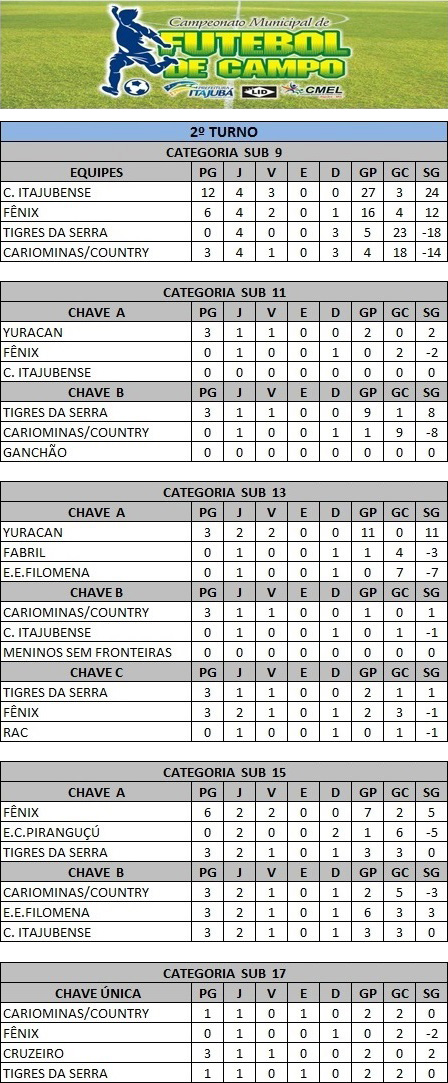 Campeonato Municipal de
FUTEBOL
DE CAMPO
PREFEITURA ITAJUBÁ LID CMEL
2º TURNO
CATEGORIA SUB 9
EQUIPES PG J V E D GP GC SG
C. ITAJUBENSE 12 4 3 0 0 27 3 24
FÊNIX 6 4 2 0 1 16 4 12
TIGRES DA SERRA 0 4 0 0 3 5 23 -18
CARIOMINAS/COUNTRY 3 4 1 0 3 4 18 -14
CATEGORIA SUB 11
CHAVE A PG J V E D GP GC SG
YURACAN 3 1 1 0 0 2 0 2
FÊNIX 0 1 0 0 1 0 2 -2
C. ITAJUBENSE 0 0 0 0 0 0 0 0
CHAVE B PG J V E D GP GC SG
TIGRES DA SERRA 3 1 1 0 0 9 1 8
CARIOMINAS/COUNTRY 0 1 0 0 1 1 9 -8
GANCHÃO 0 0 0 0 0 0 0 0
CATEGORIA SUB 13
CHAVE A PG J V E D GP GC SG
YURACAN 3 2 2 0 0 11 0 11
FABRIL 0 1 0 0 1 1 4 -3
E.E.FILOMENA 0 1 0 0 1 0 7 -7
CHAVE B PG J V E D GP GC SG
CARIOMINAS/COUNTRY 3 1 1 0 0 1 0 1
C. ITAJUBENSE 0 1 0 0 1 0 1 -1
MENINOS SEM FRONTEIRAS 0 0 0 0 0 0 0 0
CHAVE C PG J V E D GP GC SG
TIGRES DA SERRA 3 1 1 0 0 2 1 1
FÊNIX 3 2 1 0 1 2 3 -1
RAC 0 1 0 0 1 0 1 -1
CATEGORIA SUB 15
CHAVE A PG J V E D GP GC SG
FÊNIX 6 2 2 0 0 7 2 5
E.C.PIRANGUÇÚ 0 2 0 0 2 1 6 -5
TIGRES DA SERRA 3 2 1 0 1 3 3 0
CHAVE B PG J V E D GP GC SG
CARIOMINAS/COUNTRY 3 2 1 0 1 2 5 -3
E.E.FILOMENA 3 2 1 0 1 6 3 3
C. ITAJUBENSE 3 2 1 0 1 3 3 0
CATEGORIA SUB 17
CHAVE ÚNICA PG J V E D GP GC SG
CARIOMINAS/COUNTRY 1 1 0 1 0 2 2 0
FÊNIX 0 1 0 0 1 0 2 -2
CRUZEIRO 3 1 1 0 0 2 0 2
TIGRES DA SERRA 1 1 0 1 0 2 2 0